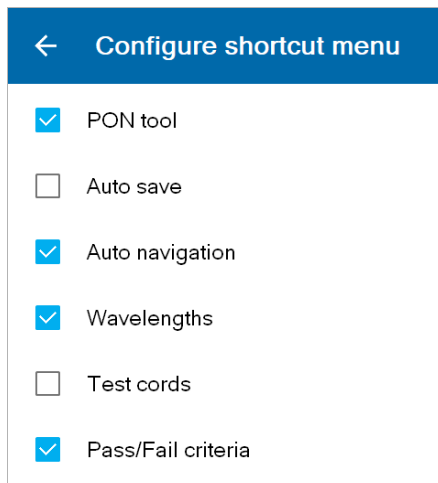 Configure shortcut menu
PON tool
Auto save
Auto navigation
Wavelengths
Test cords
Pass/Fail criteria